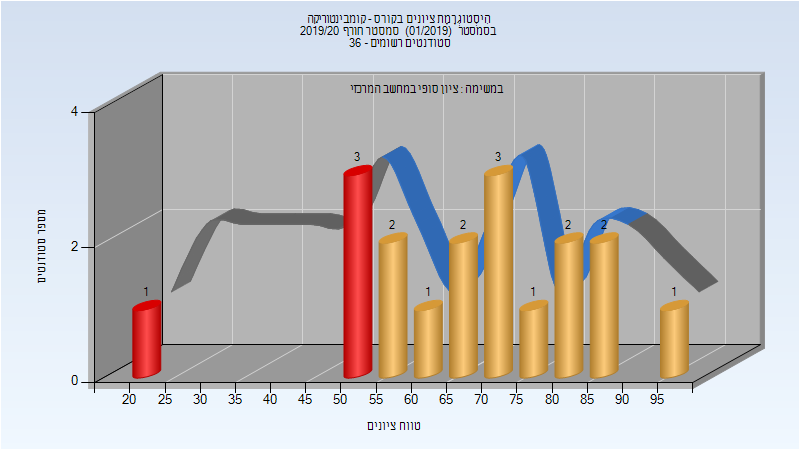 היסטוגרמת ציונים בקורס - קומבינטוריקה
בסמסטר (01/2019) סמסטר חורף 2019/20
סטודנטים רשומים - 36
במשימה : ציון סופי במחשב המרכזי
מספר סטודנטים
4
2
0
1
3
2
1
2
3
1
2
2
1
20 25 30 35 40 45 50 55 60 65 70 75 80 85 90 95
טווח ציונים